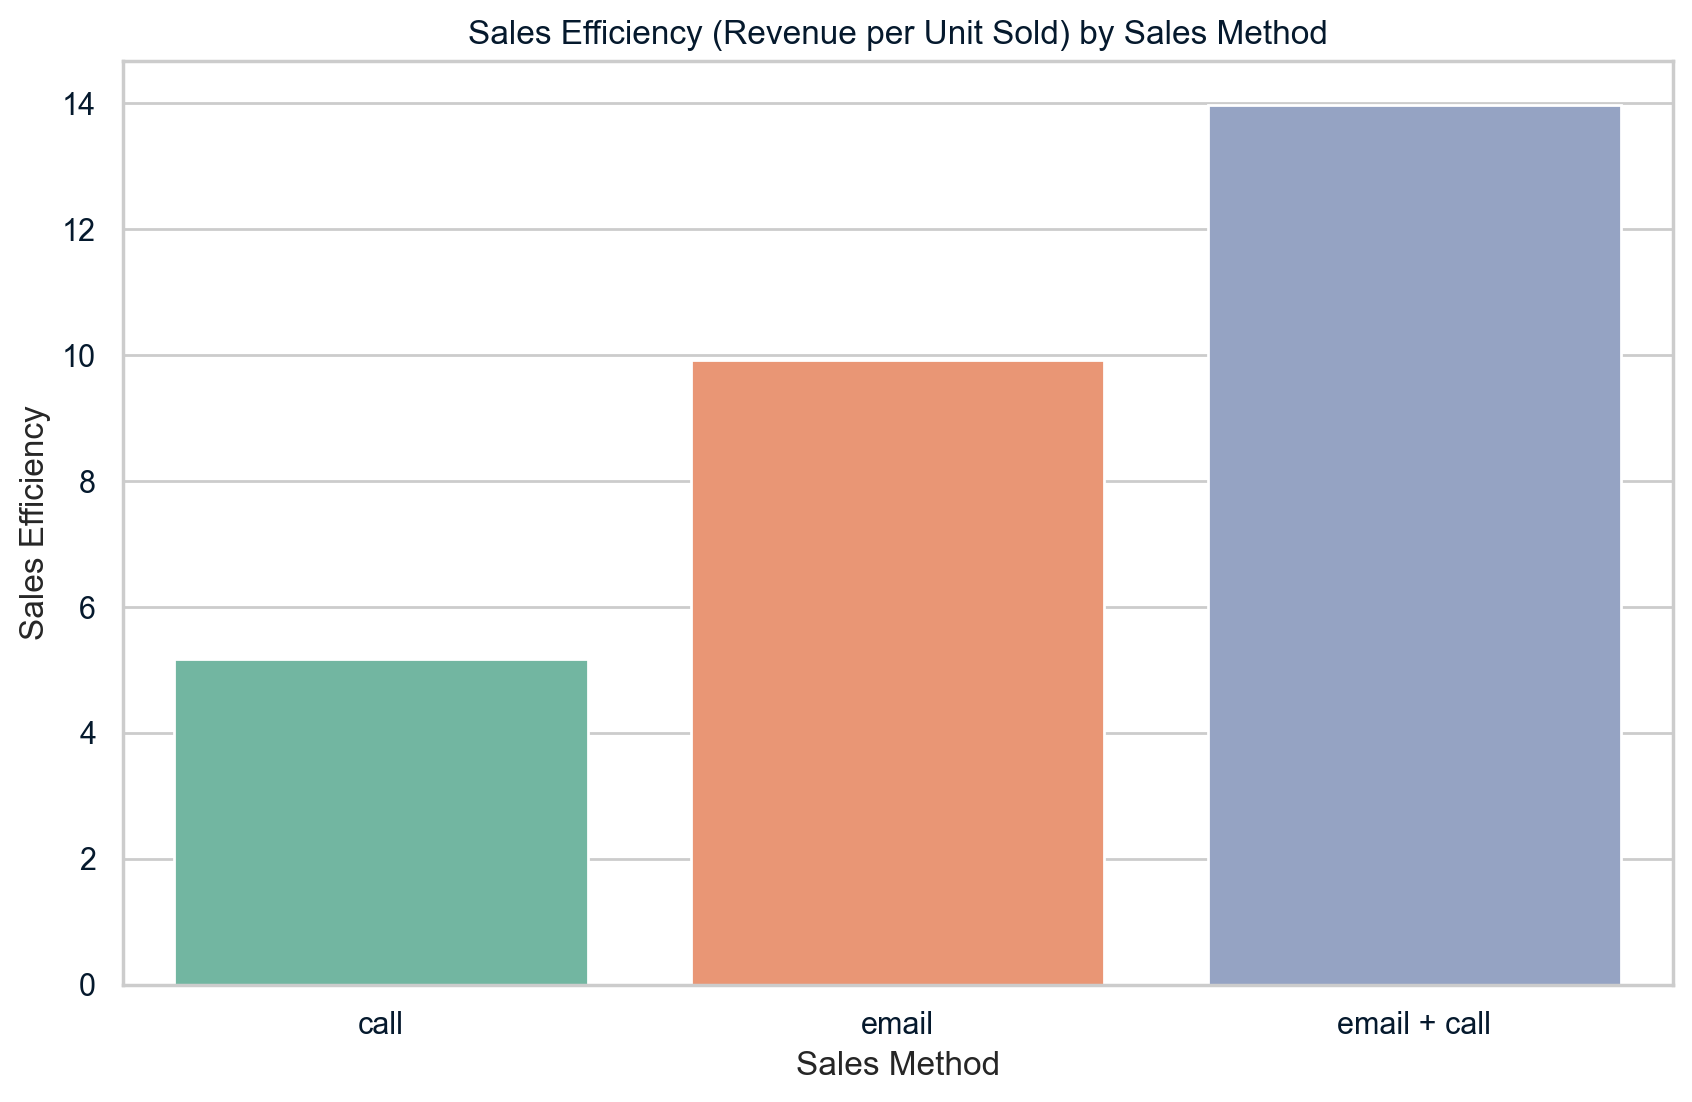 Sales Efficiency (Revenue per Unit Sold) by Sales Method
14
12
10
8
6
4
2
0
Sales Efficiency
call
email
email + call
Sales Method